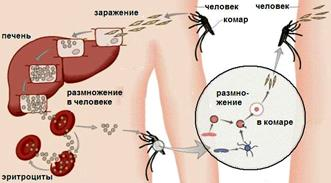 заражение
человек
комар
человек
печень
размножение
в человеке
размно-
жение
в комаре
эритроциты